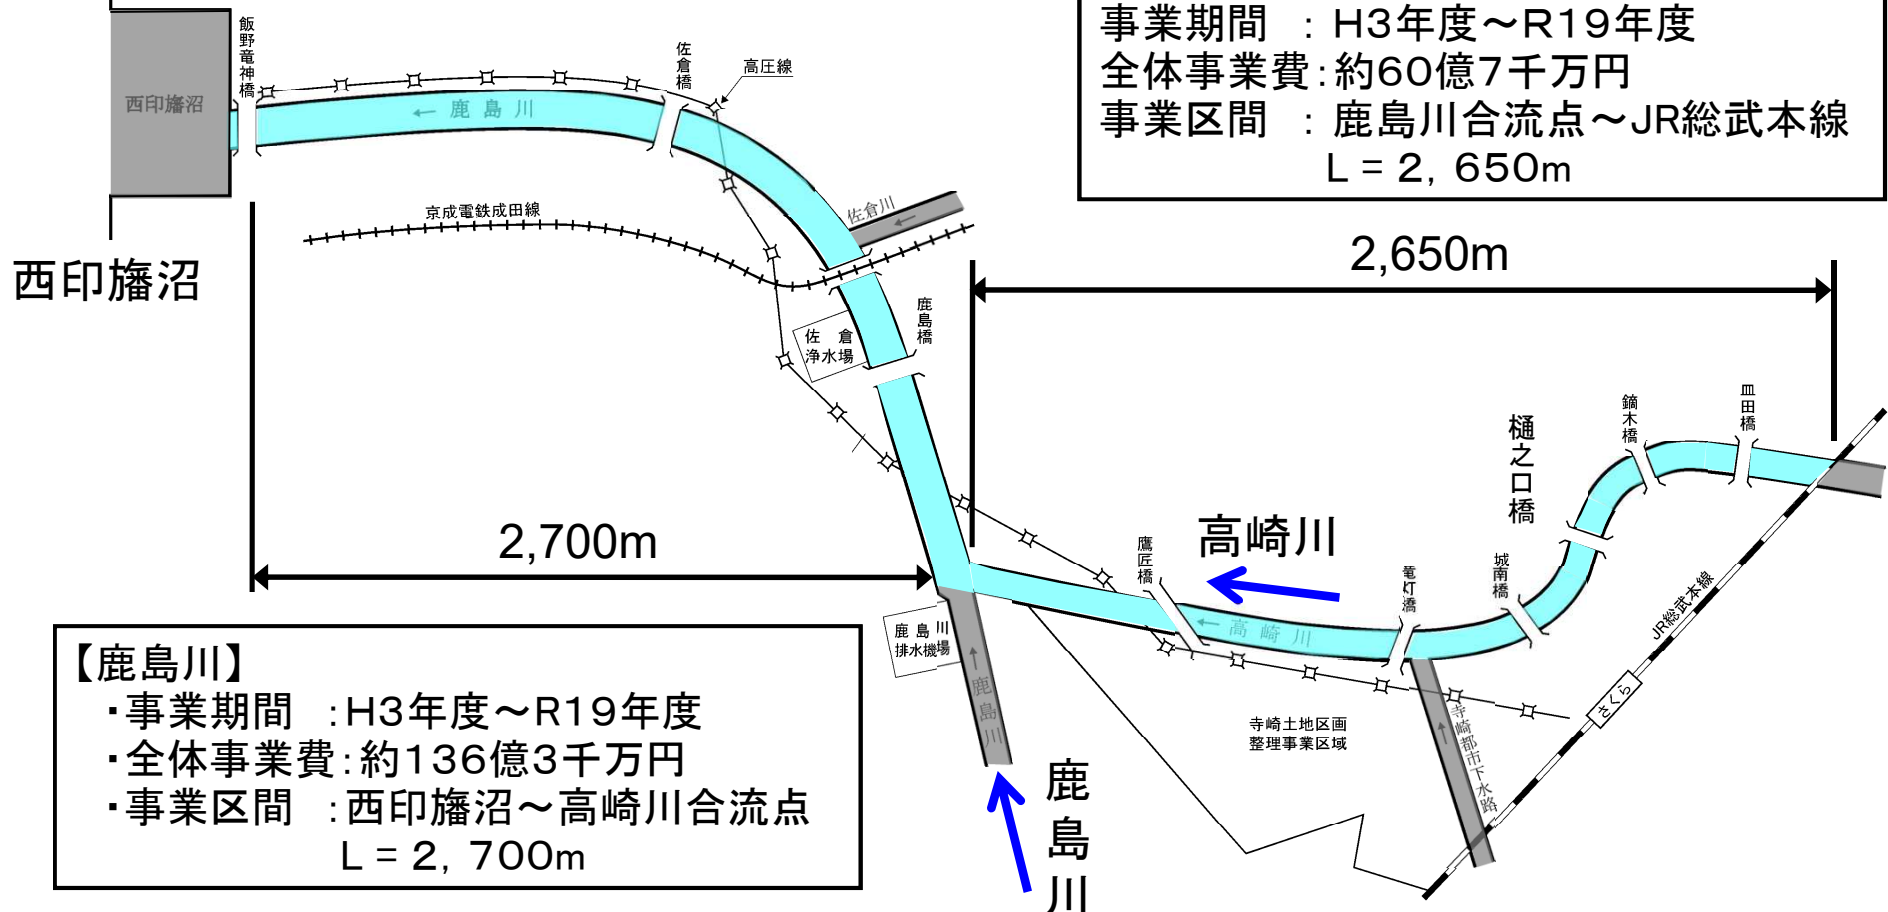 事業期間 : H3年度~R19年度
全体事業費:約60億7千万円
事業区間 : 鹿島川合流点~JR総武本線
L = 2, 650m
飯野竜神橋
佐倉橋
高圧線
西印旛沼
← 鹿島川
京成電鉄成田線
佐倉川
←
西印旛沼
2,650m
鹿島橋
佐倉
浄水場
皿田橋
鏑木橋
樋之口橋
2,700m
高崎川
鷹匠橋
城南橋
竜灯橋
JR総武本線
← 高崎川
鹿島川
排水機場
← 鹿島川
さくら
寺崎土地区画
整理事業区域
← 寺崎都市下水路
鹿島川
【鹿島川】
・事業期間 :H3年度~R19年度
・全体事業費:約136億3千万円
・事業区間 :西印旛沼~高崎川合流点
L = 2, 700m